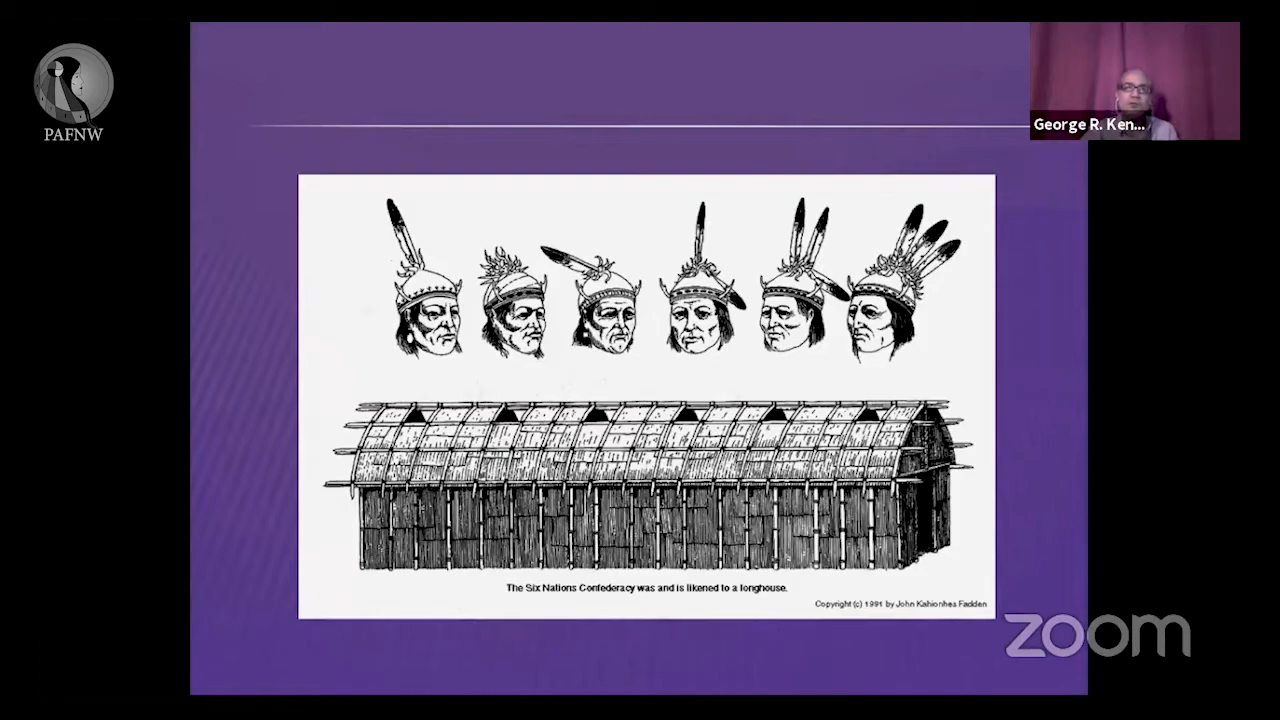 PAFNW
George R. Ken...
The Six Nations Confederacy was and is likened to a longhouse.
Copyright (c) 1991 by John Kahionhes Fadden
zoom